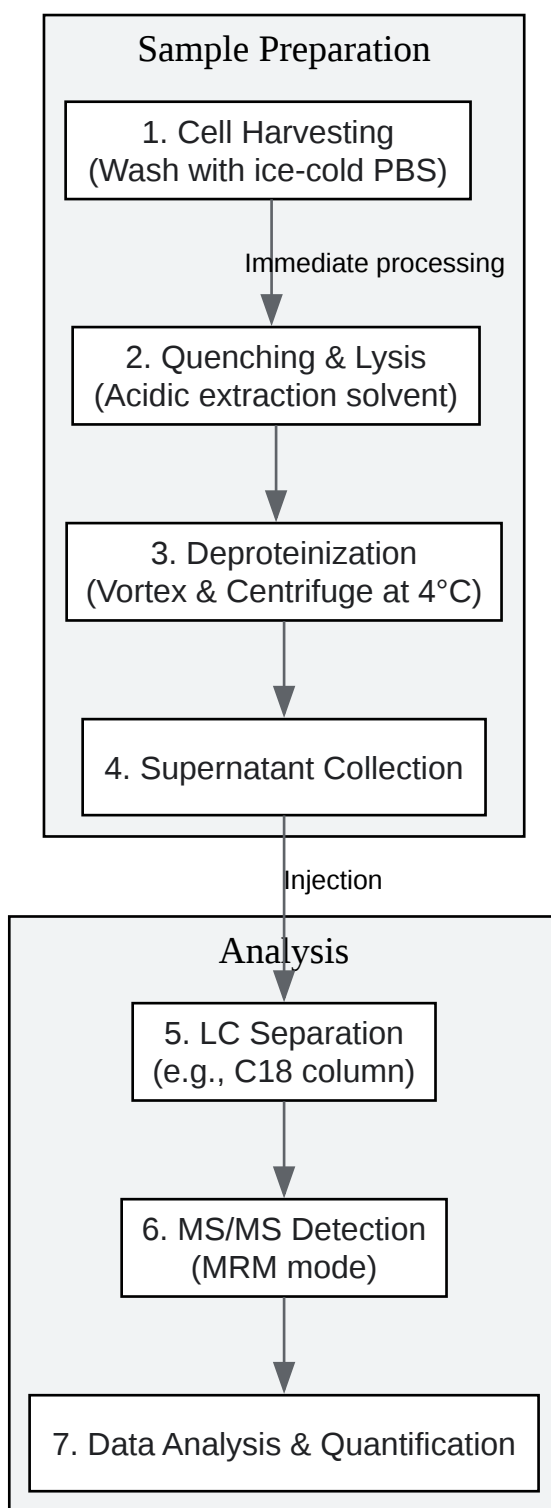 Sample Preparation
1. Cell Harvesting
(Wash with ice-cold PBS)
Immediate processing
2. Quenching & Lysis
(Acidic extraction solvent)
3. Deproteinization
(Vortex & Centrifuge at 4°C)
4. Supernatant Collection
Injection
Analysis
5. LC Separation
(e.g., C18 column)
6. MS/MS Detection
(MRM mode)
7. Data Analysis & Quantification